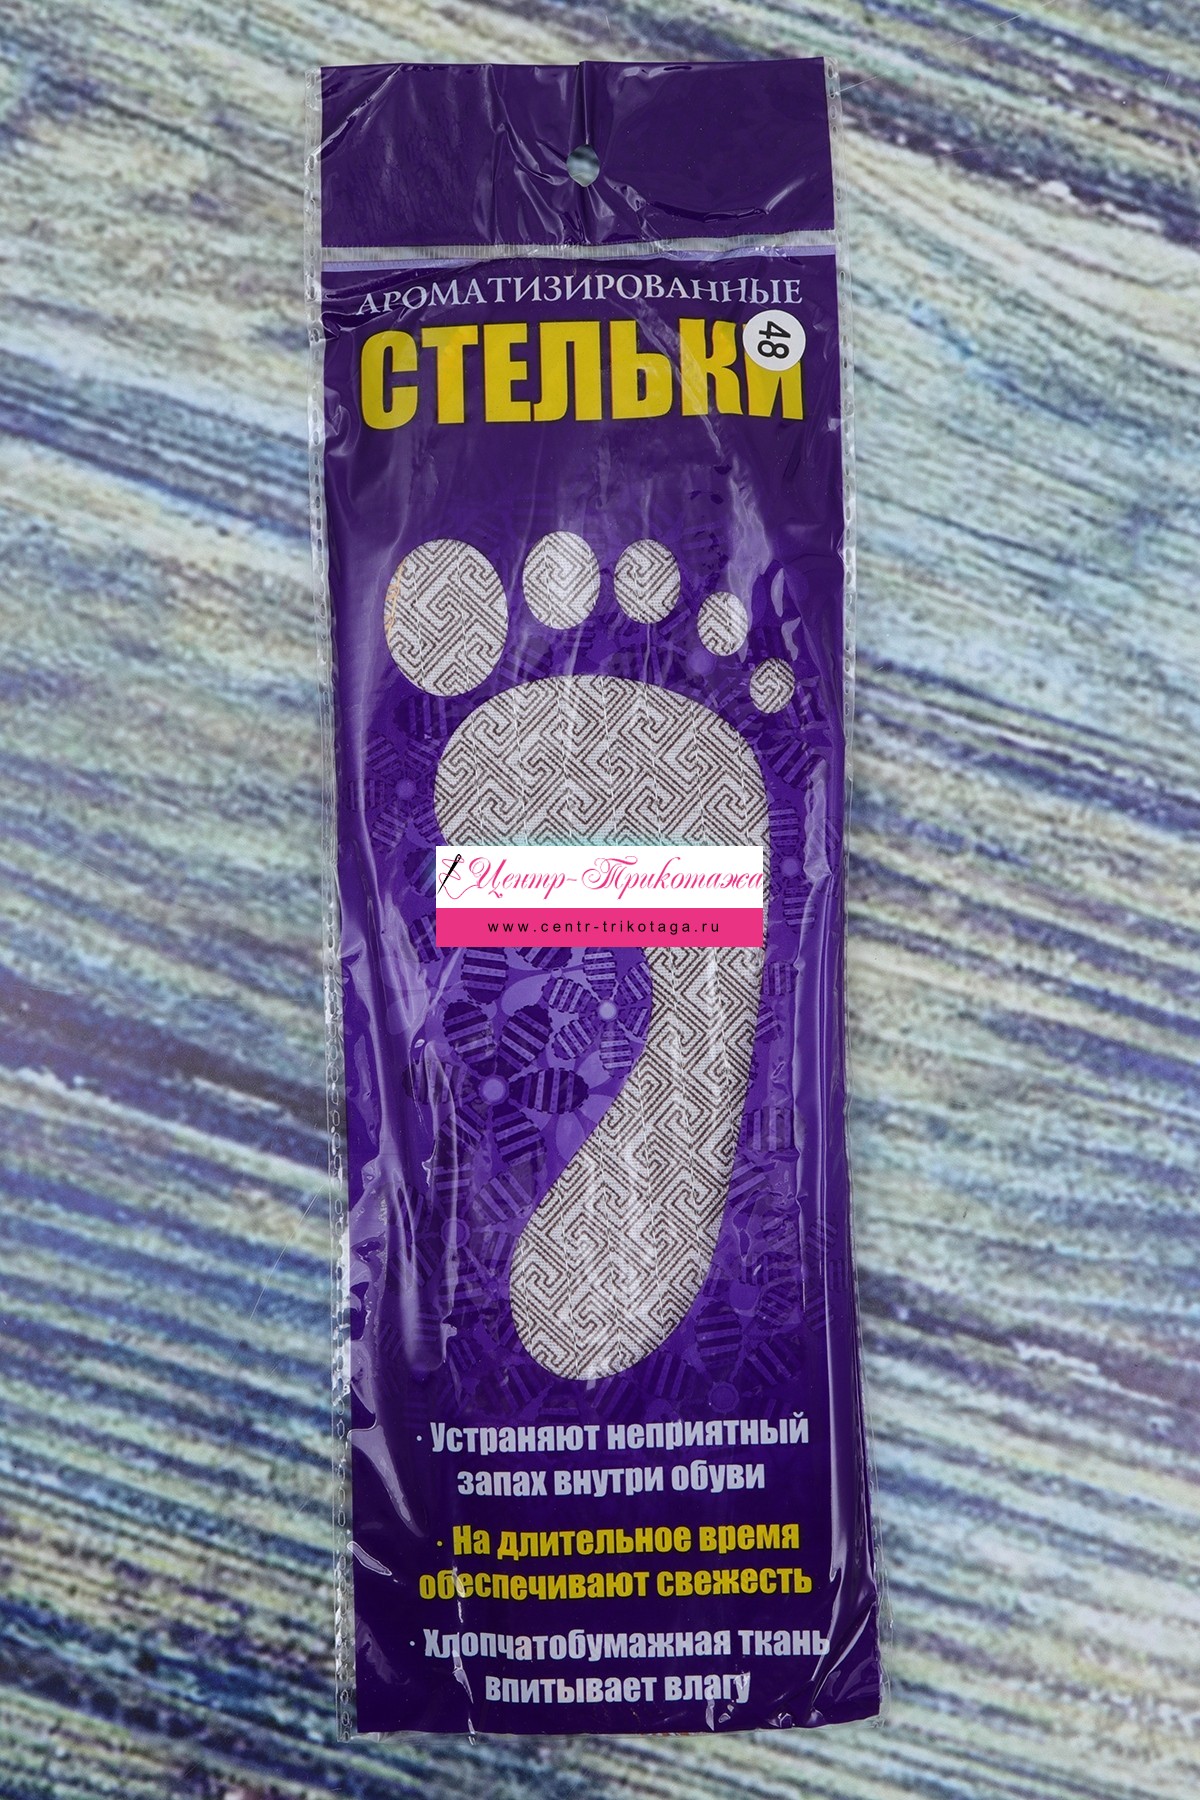 АРОМАТИЗИРОВАННЫЕ
СТЕЛЬКИ
48
Центр-Трикотажа
www.centr-trikotaga.ru
· Устраняют неприятный
запах внутри обуви
· На длительное время
обеспечивают свежесть
· Хлопчатобумажная ткань
впитывает влагу